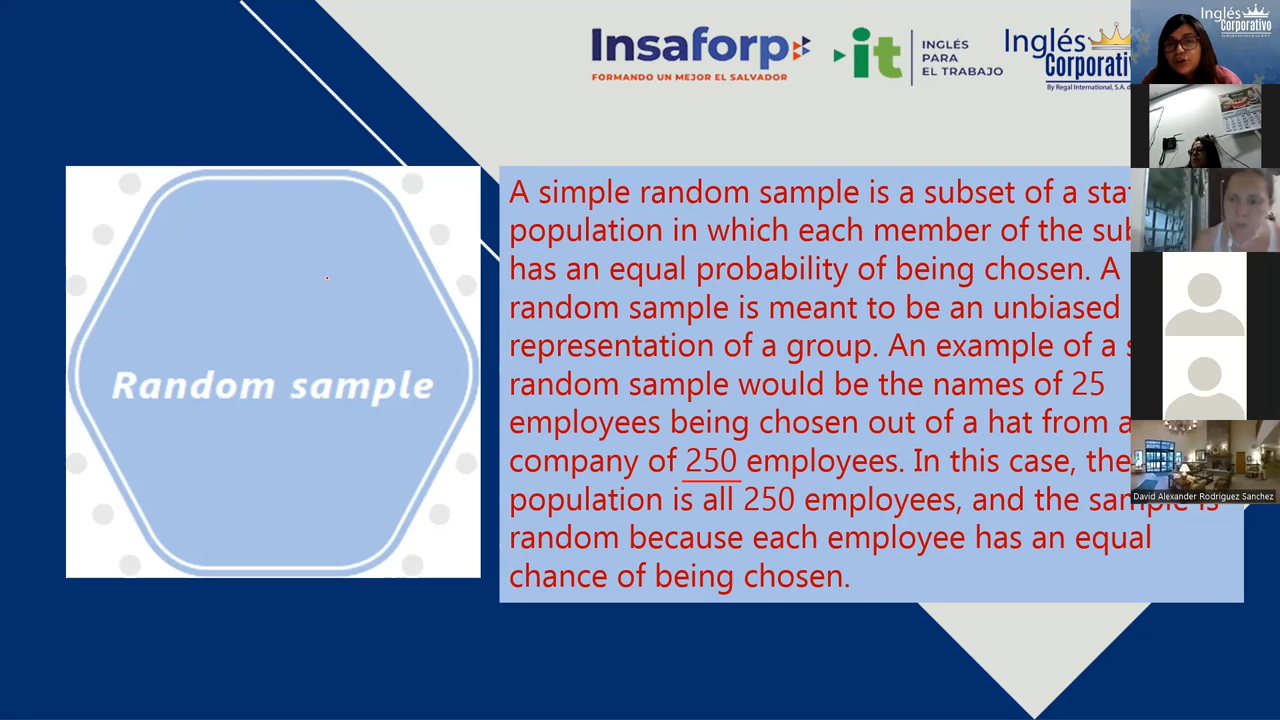 Insaforp
FORMANDO UN MEJOR EL SALVADOR
it
INGLÉS
PARA
EL TRABAJO
Inglés
Corporativo
By Regal International, S.A. d
Inglés
Corporativo
Random sample
A simple random sample is a subset of a
population in which each member of the
has an equal probability of being chosen. A
random sample is meant to be an unbiased
representation of a group. An example of a
random sample would be the names of 25
employees being chosen out of a hat from a
company of 250 employees. In this case, the
population is all 250 employees, and the sample is
random because each employee has an equal
chance of being chosen.
David Alexander Rodriguez Sanchez